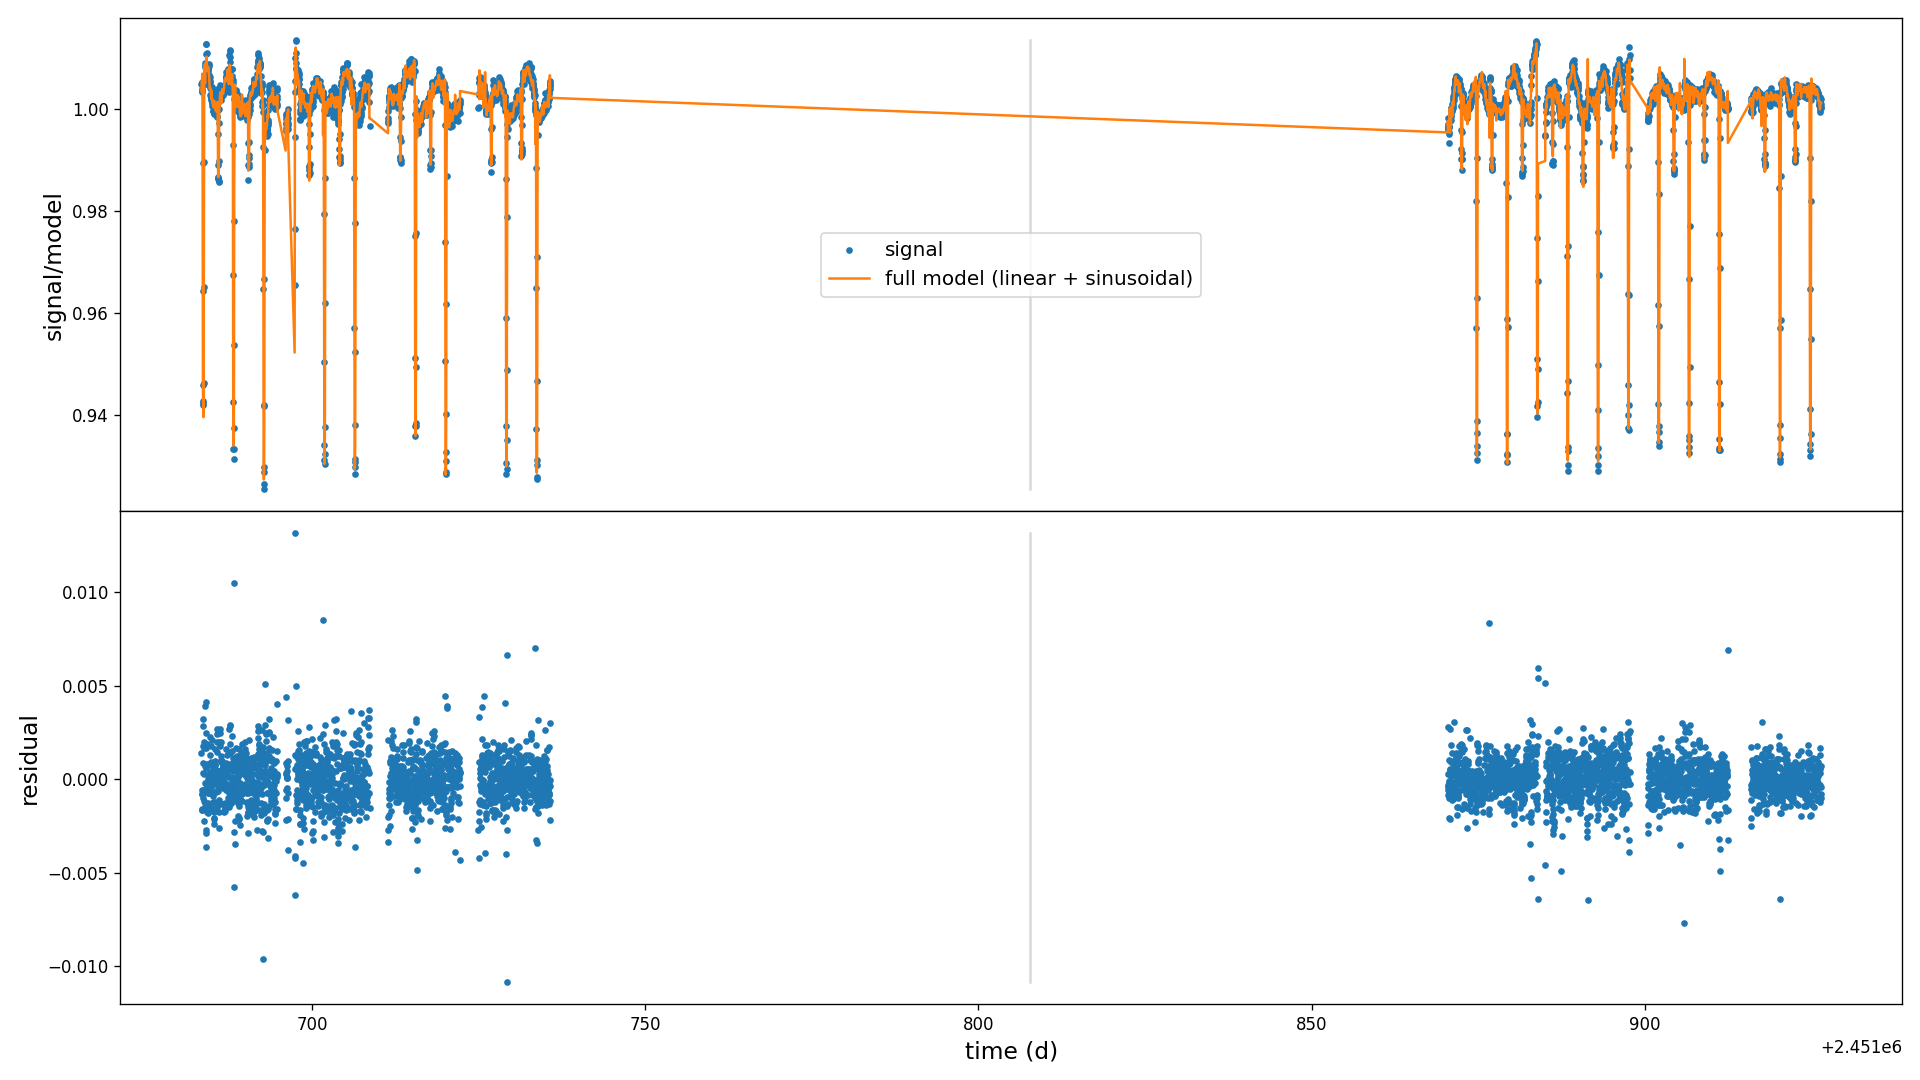 signal/model
1.00
0.98
0.96
0.94
signal
full model (linear + sinusoidal)
residual
0.010
0.005
0.000
−0.005
−0.010
700 750 800 850 900
time (d)
+2.451e6